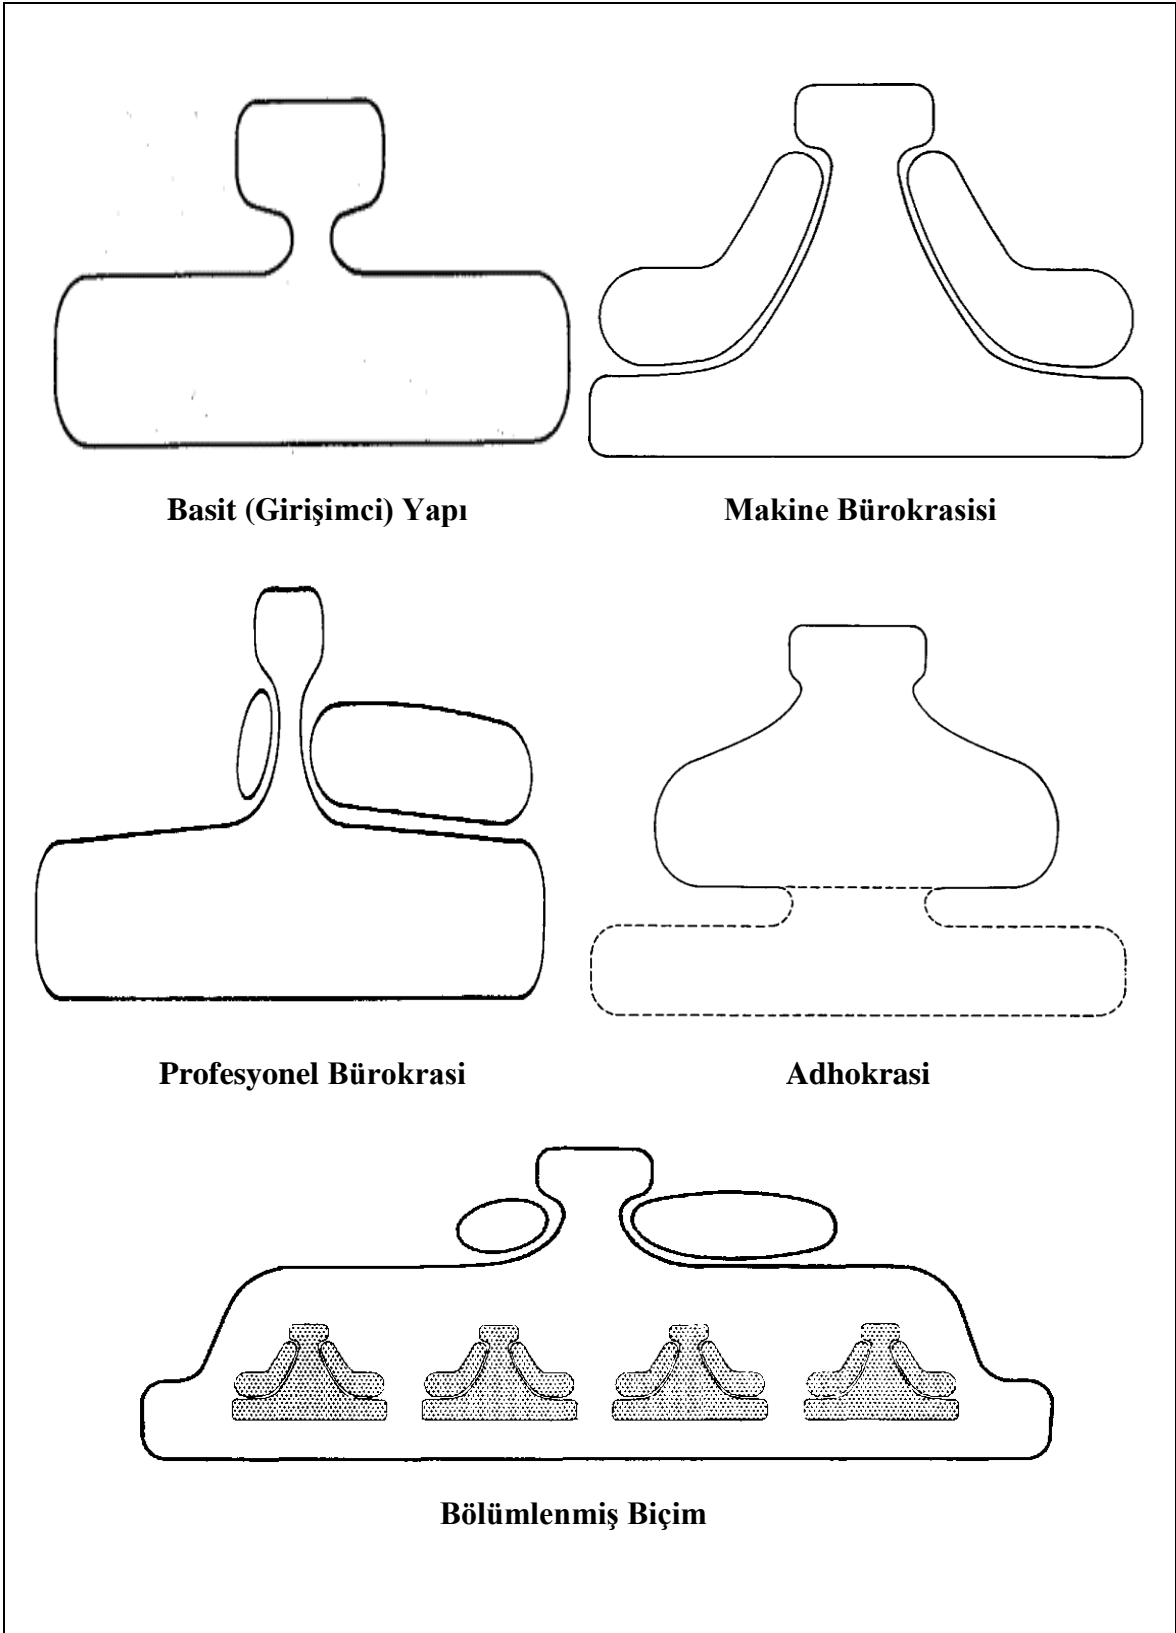 Basit (Girişimci) Yapı
Makine Bürokrasisi
Profesyonel Bürokrasi
Adhokrasi
Bölümlenmiş Biçim